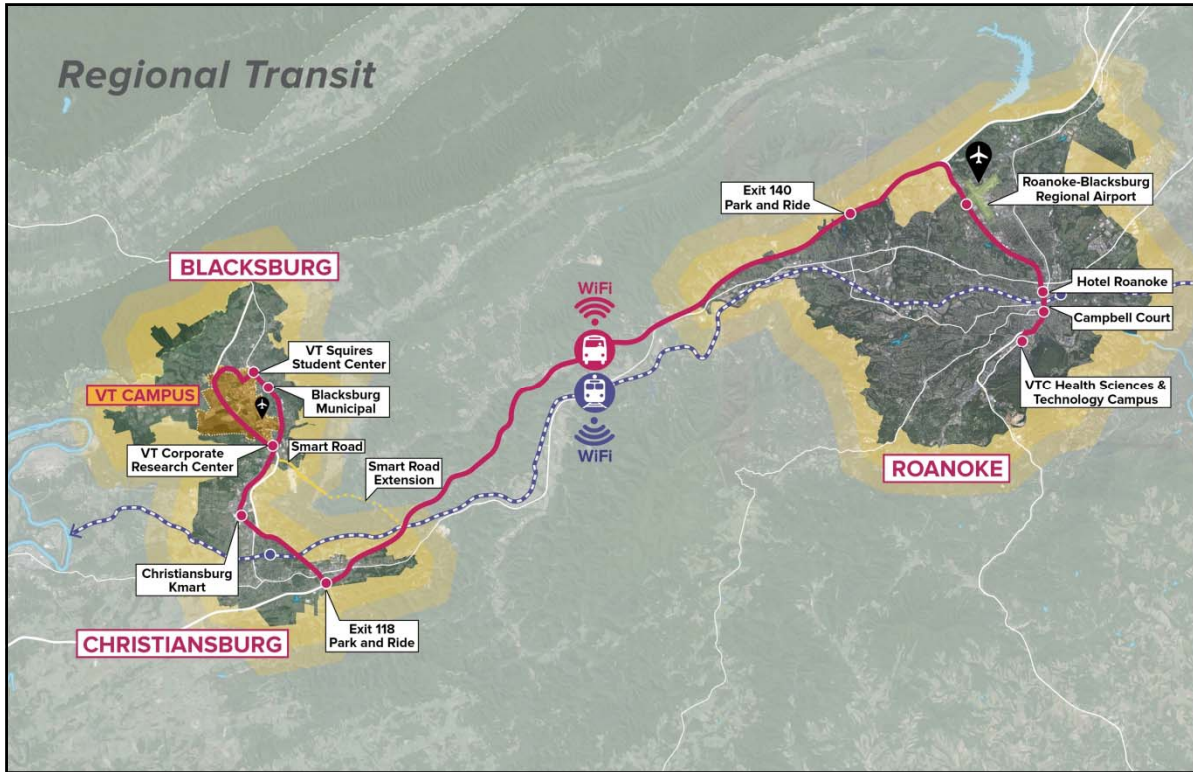 Regional Transit
Exit 140
Park and Ride
Roanoke-Blacksburg
Regional Airport
BLACKSBURG
Hotel Roanoke
WiFi
Campbell Court
VT Squires
Student Center
VTC Health Sciences &
Technology Campus
VT CAMPUS
Blacksburg
Municipal
VT Corporate
Research Center
Smart Road
WiFi
Smart Road
Extension
ROANOKE
Christiansburg
Kmart
CHRISTIANSBURG
Exit 118
Park and Ride